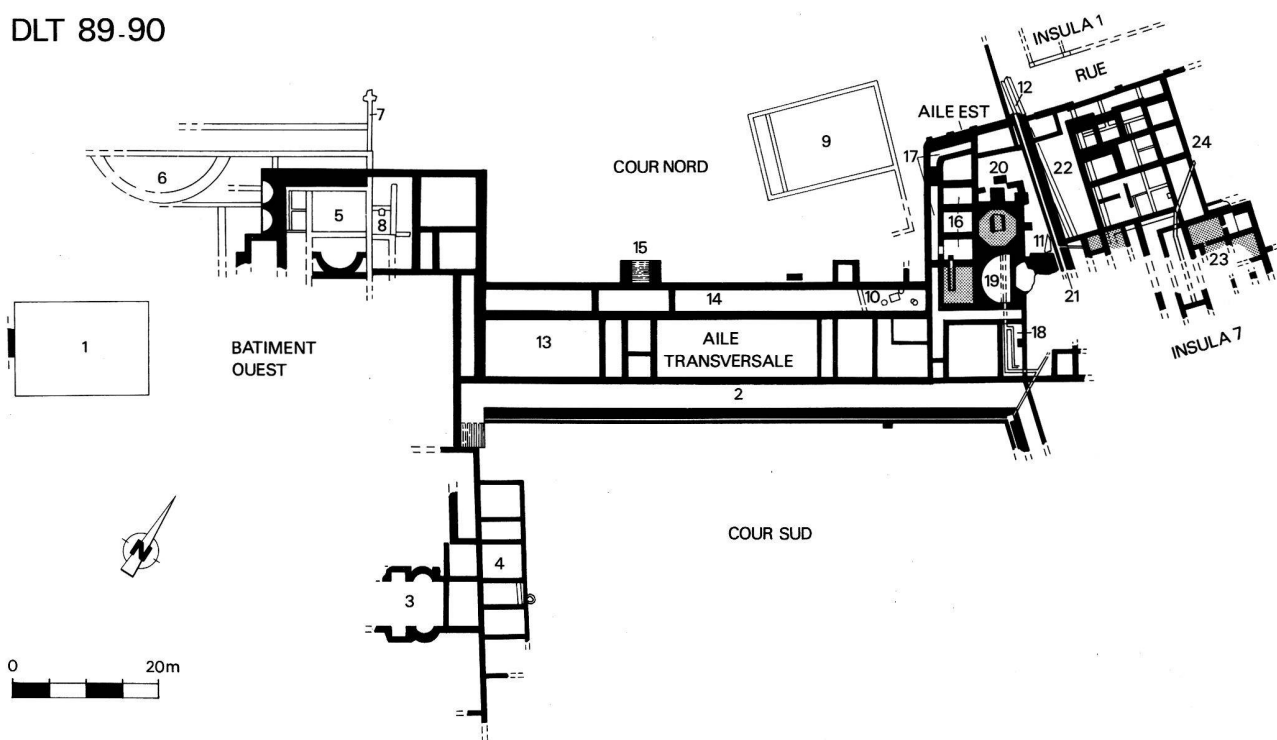 DLT 89-90
INSULA 1
RUE
12
7
AILE EST
9
17
COUR NORD
24
6
20
22
5
8
16
15
11
23
19
14
10
21
18
INSULA 7
1
BATIMENT
OUEST
13
AILE
TRANSVERSALE
2
N
COUR SUD
4
3
0
20m